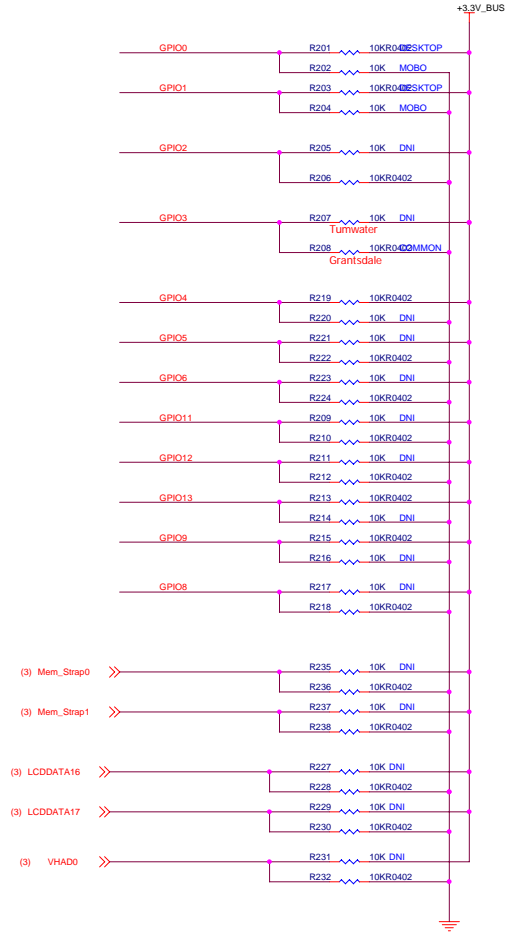 +3.3V_BUS
GPIO0 R201 10KR0402 DESKTOP
R202 10K MOBO
GPIO1 R203 10KR0402 DESKTOP
R204 10K MOBO
GPIO2 R205 10K DNI
R206 10KR0402
GPIO3 R207 10K DNI
Tumwater
R208 10KR0402 COMMON
Grantsdale
GPIO4 R219 10KR0402
R220 10K DNI
GPIO5 R221 10K DNI
R222 10KR0402
GPIO6 R223 10K DNI
R224 10KR0402
GPIO11 R209 10K DNI
R210 10KR0402
GPIO12 R211 10K DNI
R212 10KR0402
GPIO13 R213 10KR0402
R214 10K DNI
GPIO9 R215 10KR0402
R216 10K DNI
GPIO8 R217 10K DNI
R218 10KR0402
(3) Mem_Strap0 R235 10K DNI
R236 10KR0402
(3) Mem_Strap1 R237 10K DNI
R238 10KR0402
(3) LCDDATA16 R227 10K DNI
R228 10KR0402
(3) LCDDATA17 R229 10K DNI
R230 10KR0402
(3) VHAD0 R231 10K DNI
R232 10KR0402